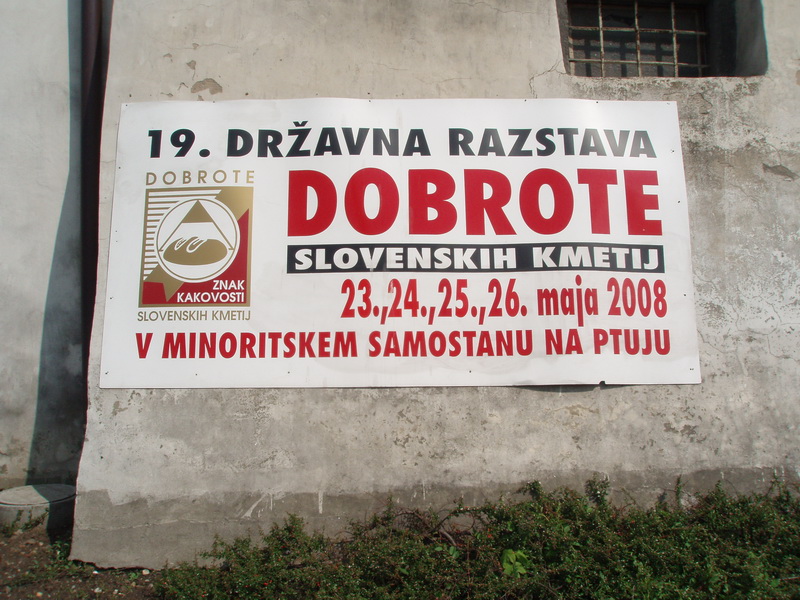 19. DRŽAVNA RAZSTAVA
DOBROTE
ZNAK
KAKOVOSTI
SLOVENSKIH KMETIJ
DOBROTE
SLOVENSKIH KMETIJ
23.,24.,25.,26. maja 2008
V MINORITSKEM SAMOSTANU NA PTUJU